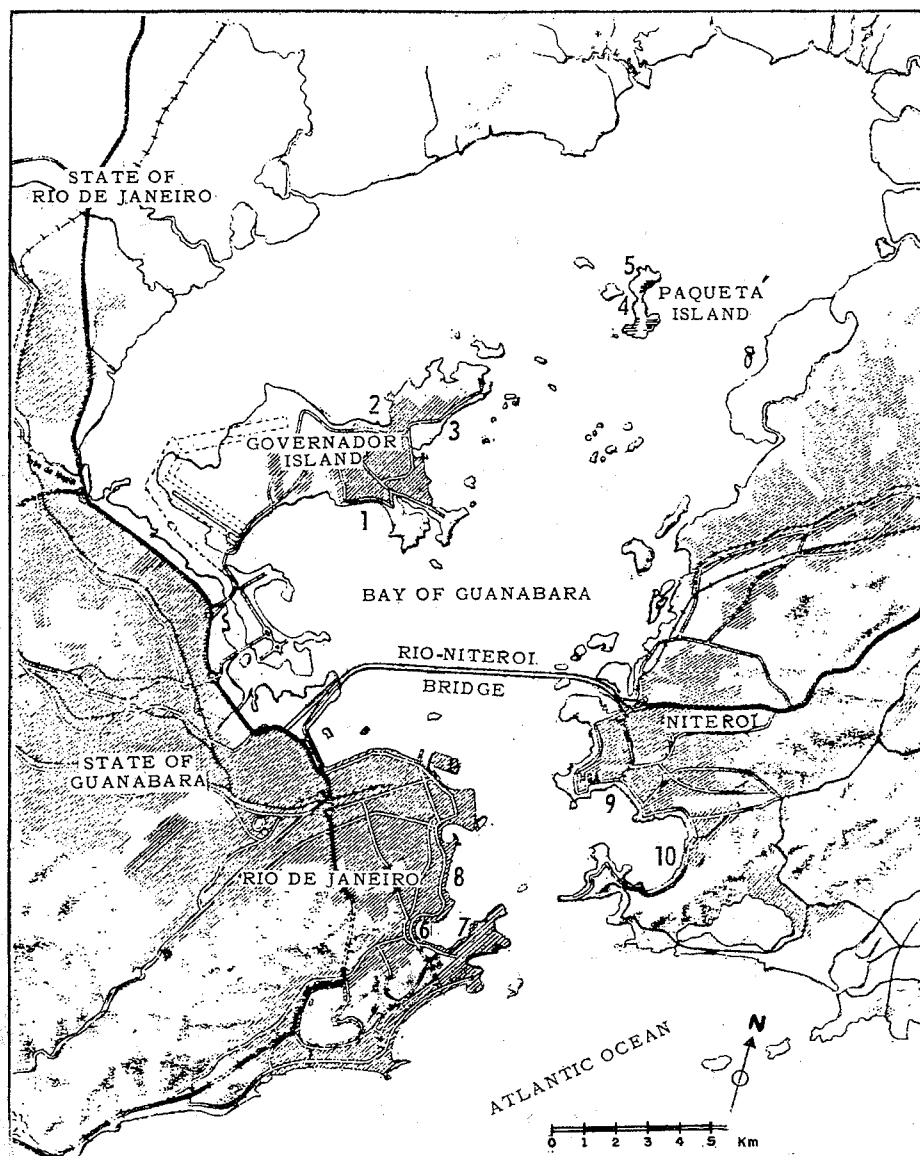 STATE OF
RIO DE JANEIRO
5
PAQUETÁ
4
ISLAND
2
3
GOVERNADOR
ISLAND
1
BAY OF GUANABARA
RIO-NITEROI
BRIDGE
NITEROI
STATE OF
GUANABARA
9
10
RIO DE JANEIRO
8
6
7
N
ATLANTIC OCEAN
0 1 2 3 4 5 Km